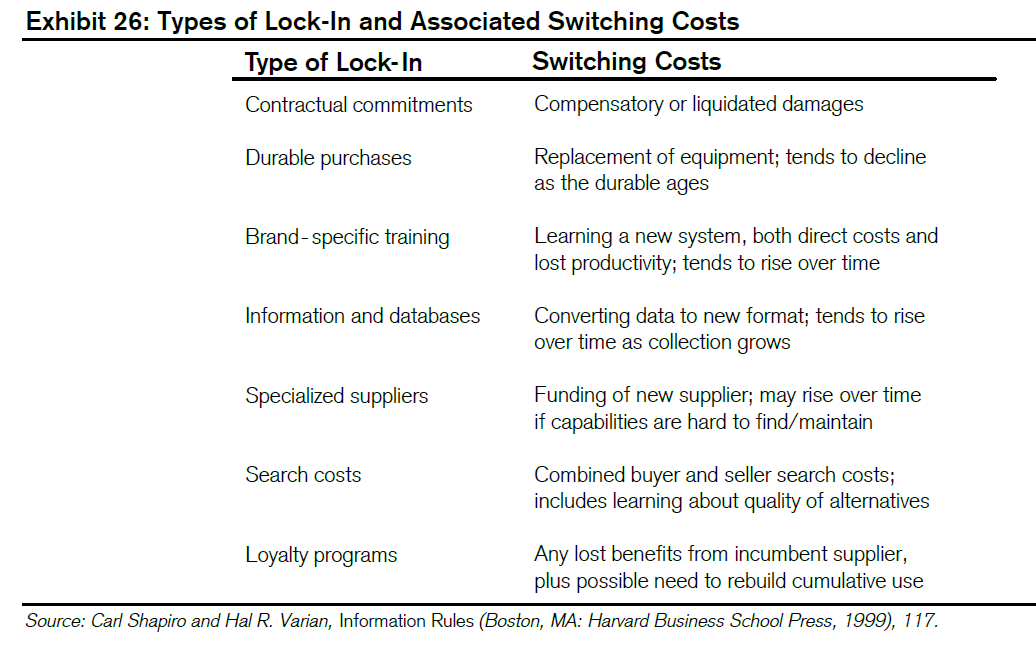 Exhibit 26: Types of Lock-In and Associated Switching Costs
Type of Lock-In Switching Costs
Contractual commitments Compensatory or liquidated damages
Durable purchases Replacement of equipment; tends to decline
as the durable ages
Brand-specific training Learning a new system, both direct costs and
lost productivity; tends to rise over time
Information and databases Converting data to new format; tends to rise
over time as collection grows
Specialized suppliers Funding of new supplier; may rise over time
if capabilities are hard to find/maintain
Search costs Combined buyer and seller search costs;
includes learning about quality of alternatives
Loyalty programs Any lost benefits from incumbent supplier,
plus possible need to rebuild cumulative use
Source: Carl Shapiro and Hal R. Varian, Information Rules (Boston, MA: Harvard Business School Press, 1999), 117.